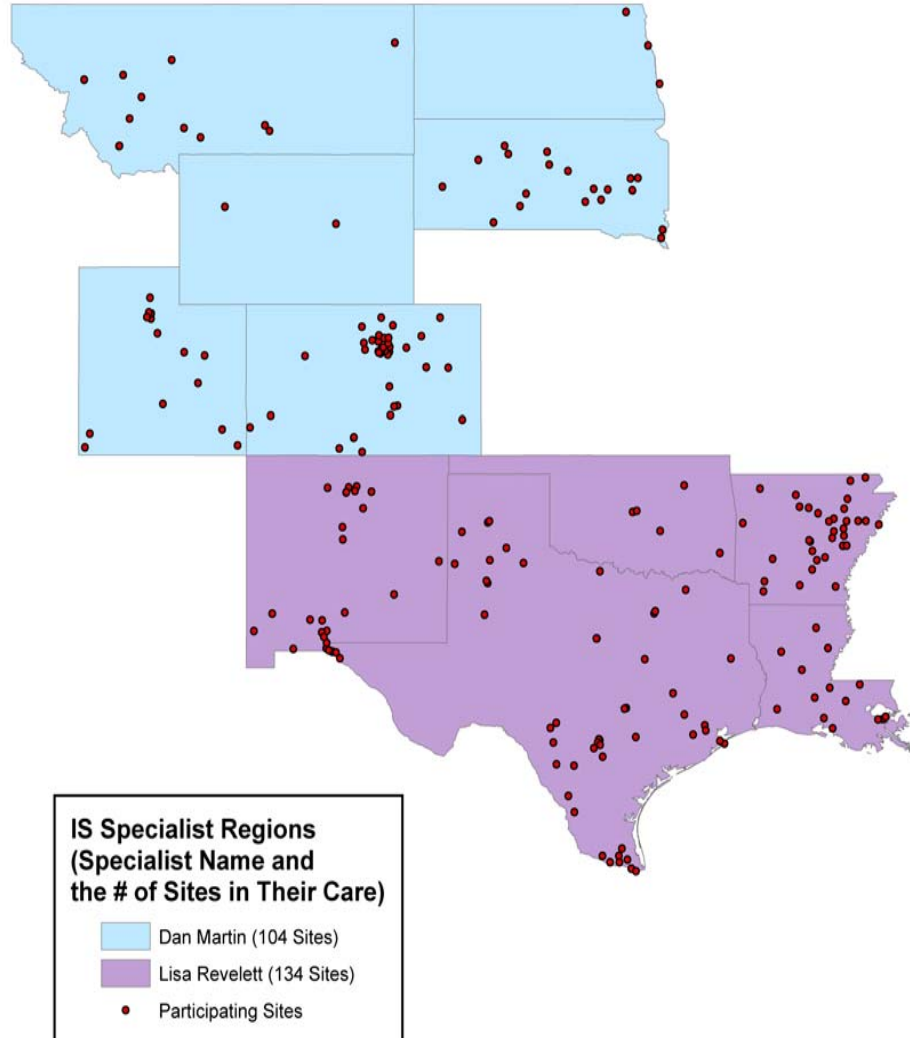 IS Specialist Regions
(Specialist Name and
the # of Sites in Their Care)
Dan Martin (104 Sites)
Lisa Revelett (134 Sites)
Participating Sites